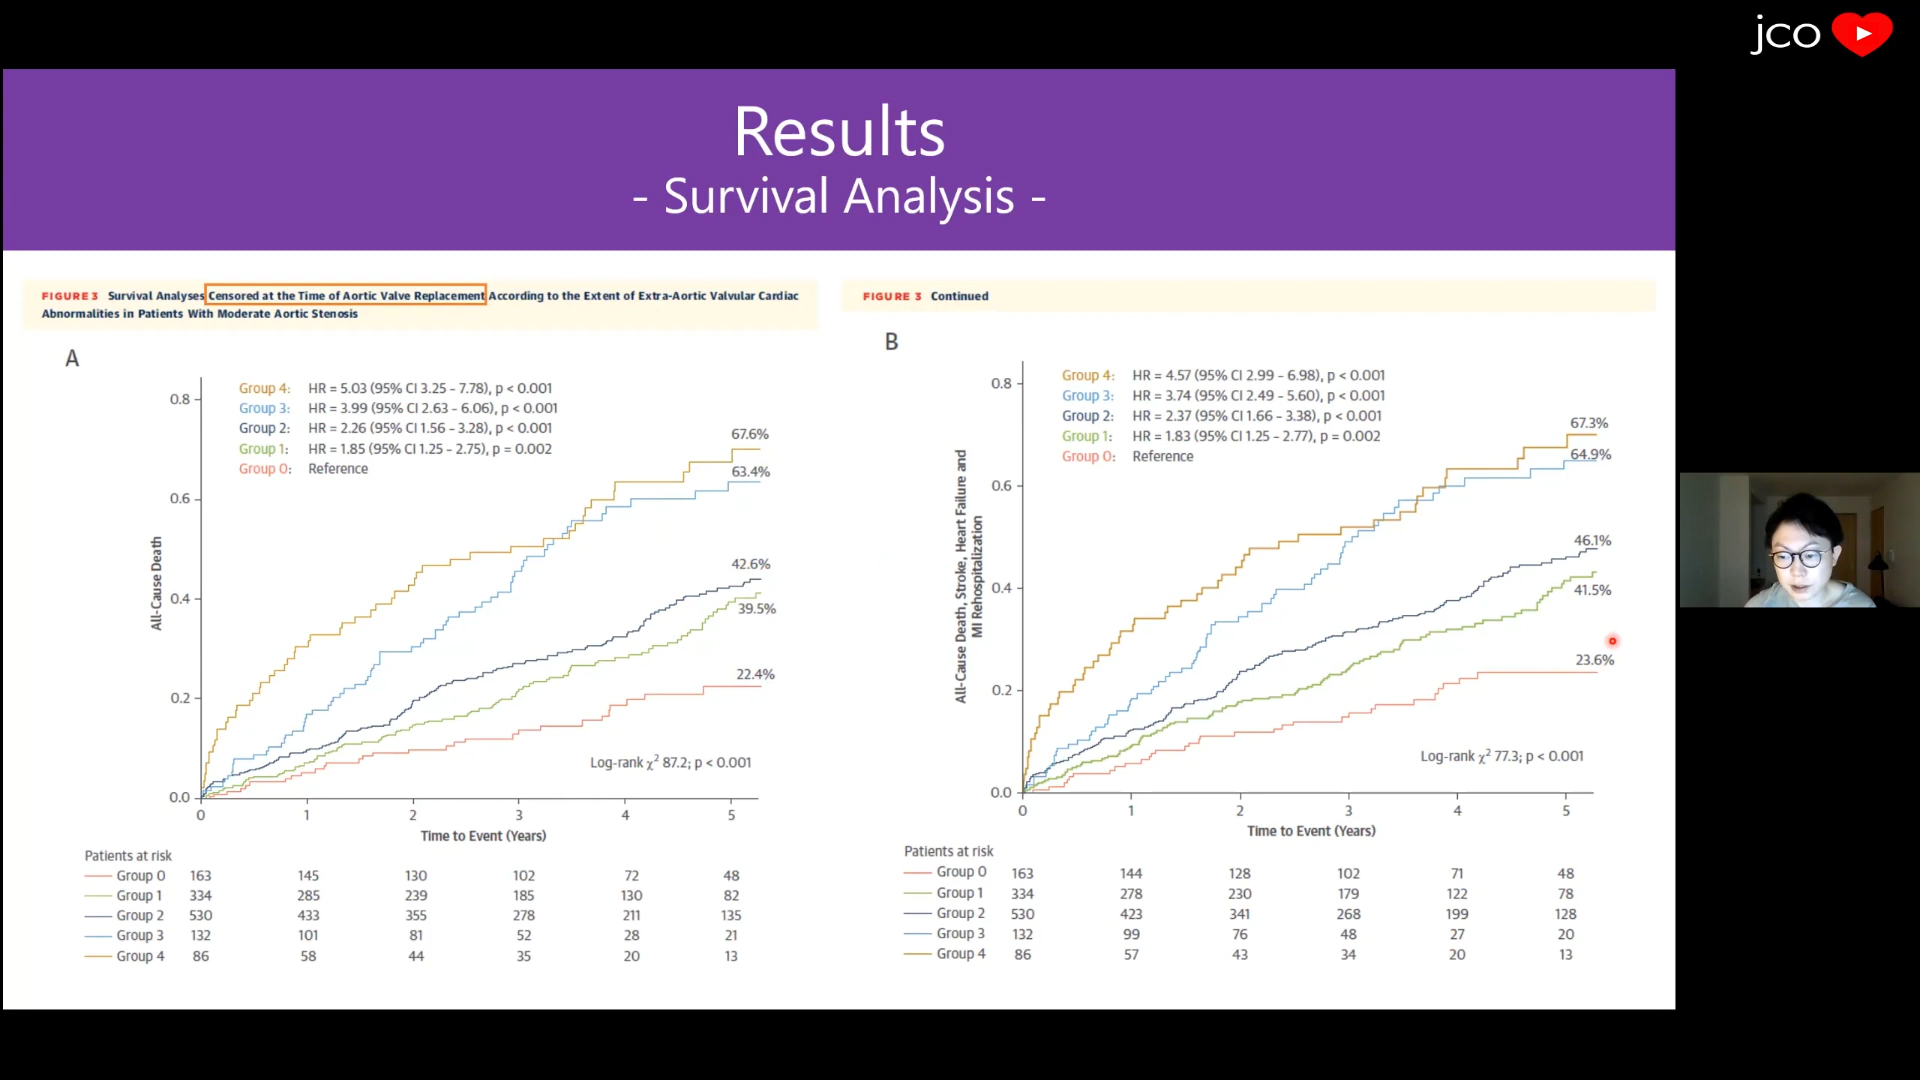 jco
Results
- Survival Analysis -
FIGURE 3 Survival Analyses Censored at the Time of Aortic Valve Replacement According to the Extent of Extra-Aortic Valvular Cardiac
Abnormalities in Patients With Moderate Aortic Stenosis
A
Group 4: HR = 5.03 (95% CI 3.25 - 7.78), p < 0.001
Group 3: HR = 3.99 (95% CI 2.63 - 6.06), p < 0.001
Group 2: HR = 2.26 (95% CI 1.56 - 3.28), p < 0.001
Group 1: HR = 1.85 (95% CI 1.25 - 2.75), p = 0.002
Group 0: Reference
All-Cause Death
0.8
0.6
0.4
0.2
0.0
67.6%
63.4%
42.6%
39.5%
22.4%
Log-rank χ² 87.2; p < 0.001
0 1 2 3 4 5
Time to Event (Years)
Patients at risk
Group 0 163 145 130 102 72 48
Group 1 334 285 239 185 130 82
Group 2 530 433 355 278 211 135
Group 3 132 101 81 52 28 21
Group 4 86 58 44 35 20 13
FIGURE 3 Continued
B
Group 4: HR = 4.57 (95% CI 2.99 - 6.98), p < 0.001
Group 3: HR = 3.74 (95% CI 2.49 - 5.60), p < 0.001
Group 2: HR = 2.37 (95% CI 1.66 - 3.38), p < 0.001
Group 1: HR = 1.83 (95% CI 1.25 - 2.77), p = 0.002
Group 0: Reference
All-Cause Death, Stroke, Heart Failure and
MI Rehospitalization
0.8
0.6
0.4
0.2
0.0
67.3%
64.9%
46.1%
41.5%
23.6%
Log-rank χ² 77.3; p < 0.001
0 1 2 3 4 5
Time to Event (Years)
Patients at risk
Group 0 163 144 128 102 71 48
Group 1 334 278 230 179 122 78
Group 2 530 423 341 268 199 128
Group 3 132 99 76 48 27 20
Group 4 86 57 43 34 20 13